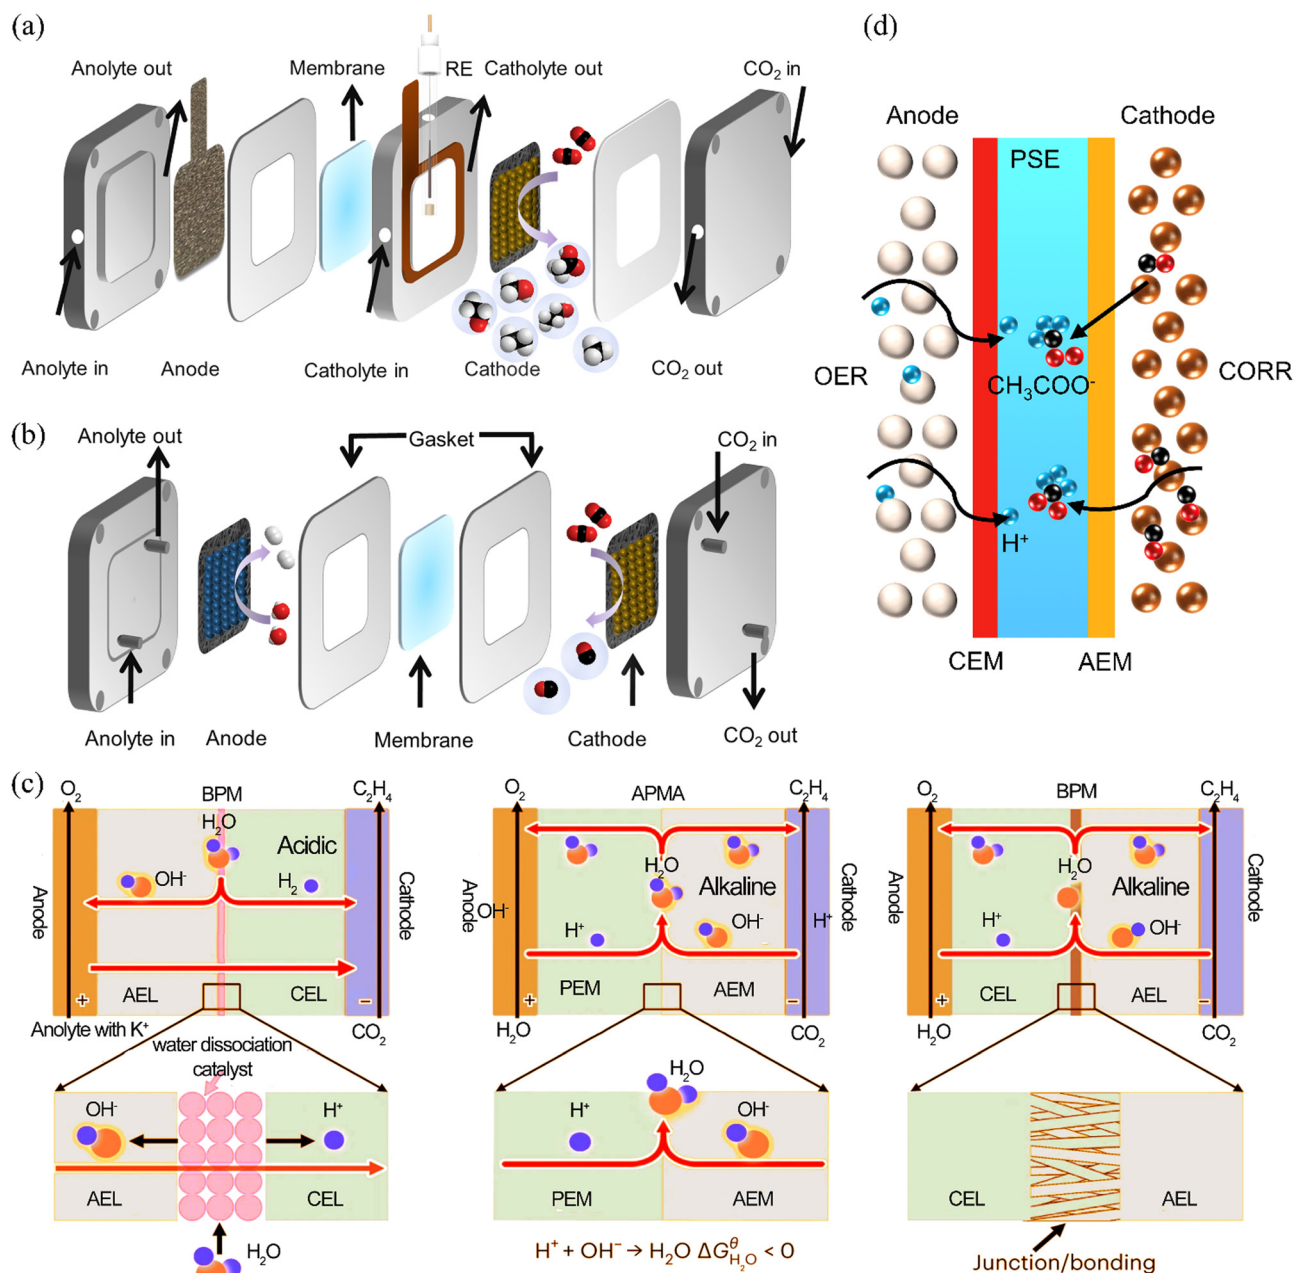 (a)
Anolyte out
Membrane
RE
Catholyte out
CO₂ in
Anolyte in
Anode
Catholyte in
Cathode
CO₂ out
(b)
Anolyte out
Gasket
CO₂ in
Anolyte in
Anode
Membrane
Cathode
CO₂ out
(d)
Anode
Cathode
PSE
OER
CH₃COO⁻
CORR
H⁺
CEM
AEM
(c)
O₂
BPM
C₂H₄
H₂O
Acidic
OH⁻
H₂
Anode
Cathode
+
AEL
CEL
−
Anolyte with K⁺
CO₂
water dissociation
catalyst
OH⁻
H⁺
AEL
CEL
H₂O
O₂
APMA
C₂H₄
H₂O
Alkaline
Anode
OH⁻
Cathode
H⁺
H⁺
OH⁻
PEM
AEM
+
−
H₂O
CO₂
H₂O
H⁺
OH⁻
PEM
AEM
H⁺ + OH⁻ → H₂O ΔG^θ_H₂O < 0
O₂
BPM
C₂H₄
H₂O
Alkaline
Anode
Cathode
H⁺
OH⁻
CEL
AEL
+
−
H₂O
CO₂
CEL
AEL
Junction/bonding